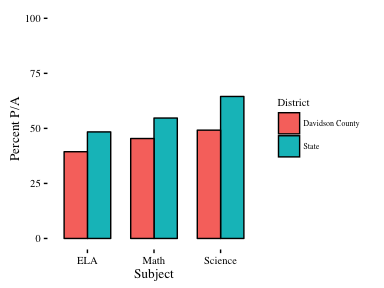 Percent P/A
100
75
50
25
0
ELA Math Science
Subject
District
Davidson County
State